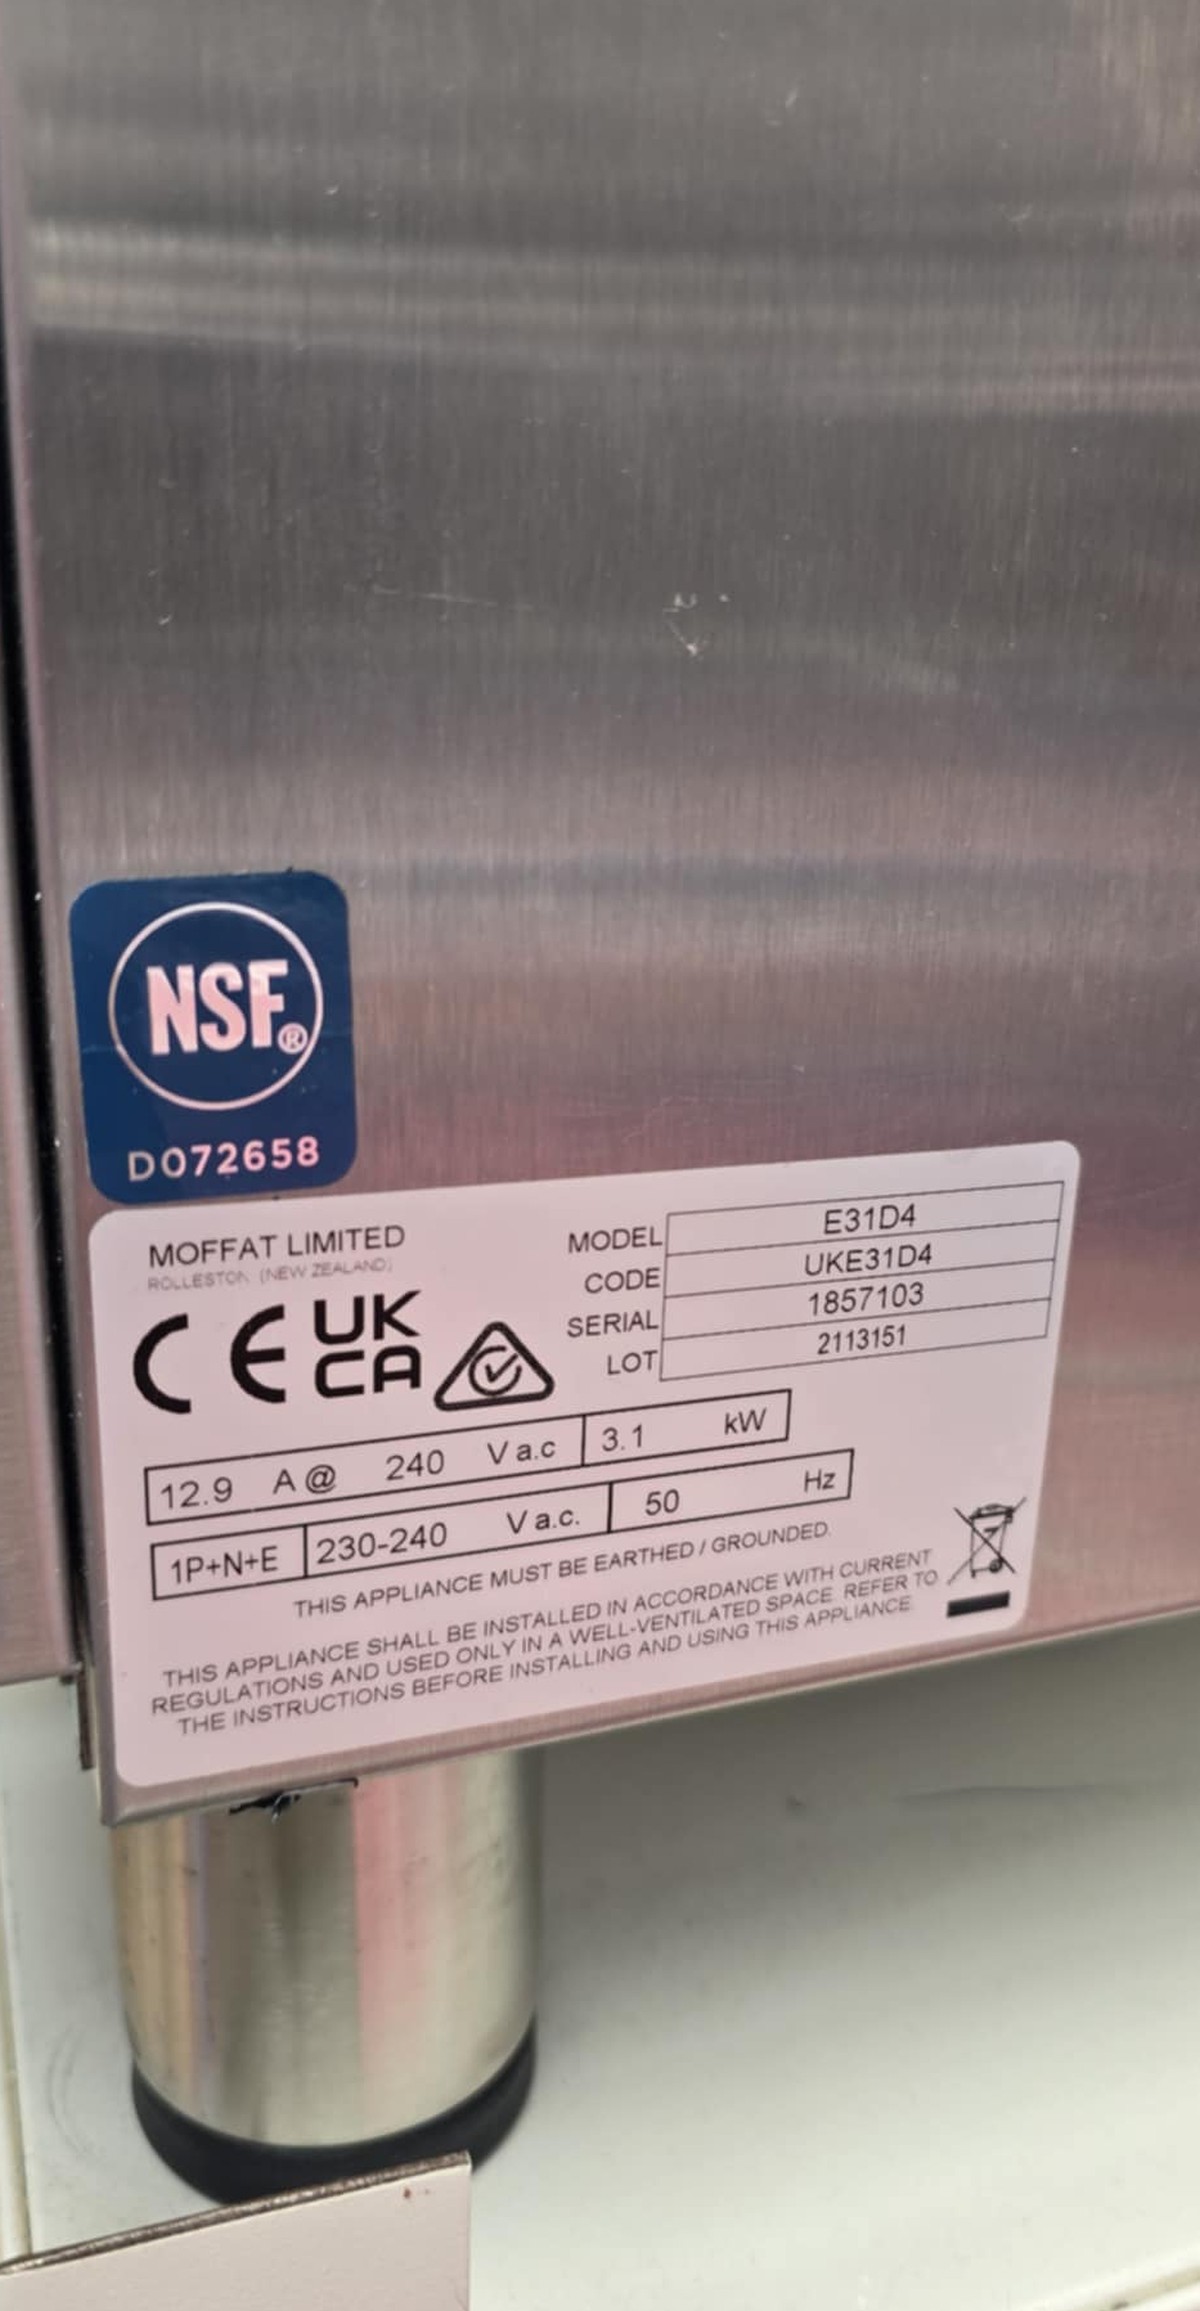 NSF®
D072658
MOFFAT LIMITED
ROLLESTON (NEW ZEALAND)
CE UK CA
MODEL E31D4
CODE UKE31D4
SERIAL 1857103
LOT 2113151
12.9 A@ 240 V a.c 3.1 kW
1P+N+E 230-240 V a.c. 50 Hz
THIS APPLIANCE MUST BE EARTHED / GROUNDED.
THIS APPLIANCE SHALL BE INSTALLED IN ACCORDANCE WITH CURRENT
REGULATIONS AND USED ONLY IN A WELL-VENTILATED SPACE. REFER TO
THE INSTRUCTIONS BEFORE INSTALLING AND USING THIS APPLIANCE.